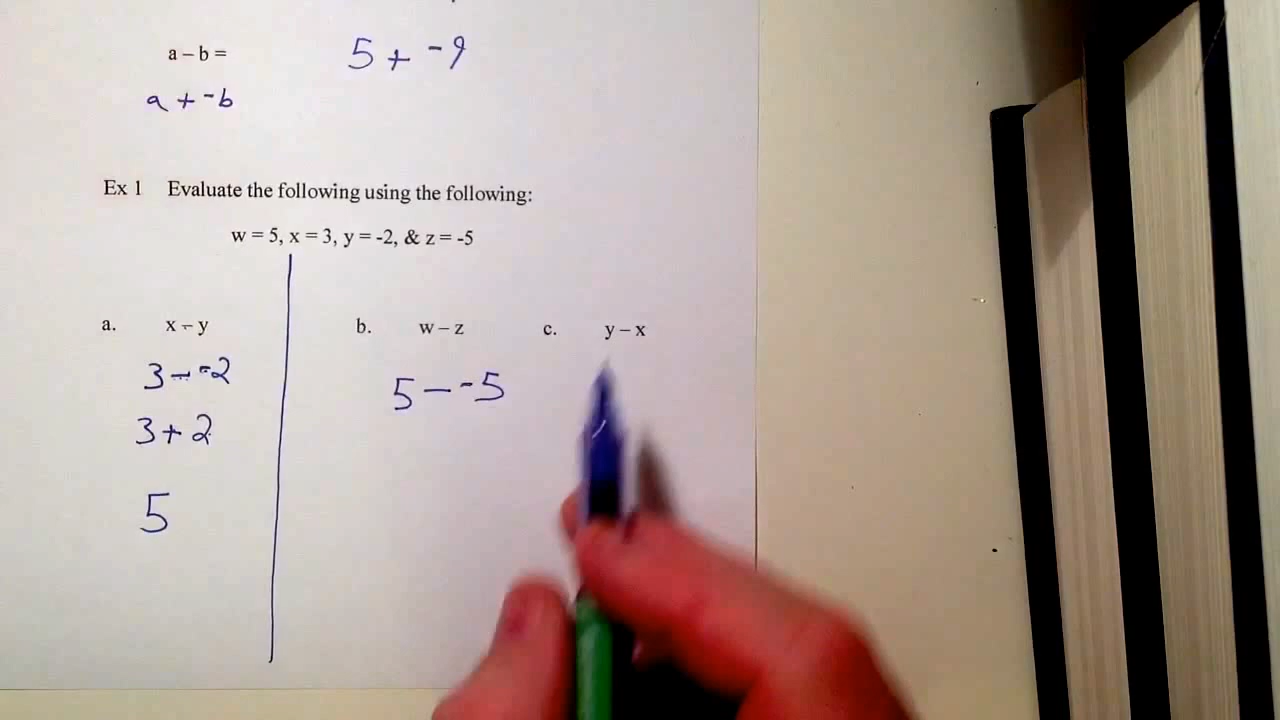 a – b =
5 + -9
a + -b
Ex 1 Evaluate the following using the following:
w = 5, x = 3, y = -2, & z = -5
a. x – y
b. w – z
c. y – x
3 - -2
5 - -5
3 + 2
5